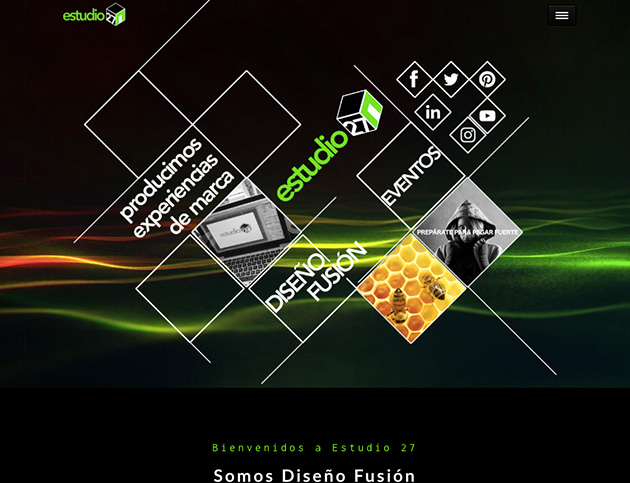 estudio 27
producimos
experiencias
de marca
estudio 27
EVENTOS
PREPÁRATE PARA PEGAR FUERTE
DISEÑO
FUSIÓN
Bienvenidos a Estudio 27
Somos Diseño Fusión